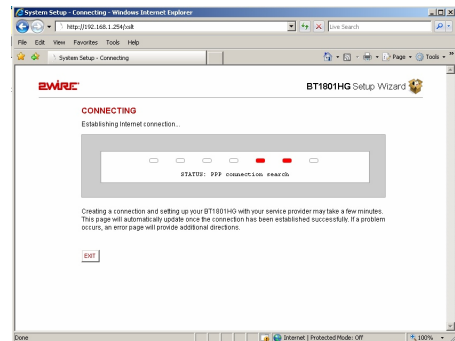 System Setup - Connecting - Windows Internet Explorer
http://192.168.1.254/xslt
Live Search
File Edit View Favorites Tools Help
System Setup - Connecting
Page Tools
2WIRE
BT1801HG Setup Wizard
CONNECTING
Establishing Internet connection...
STATUS: PPP connection search
Creating a connection and setting up your BT1801HG with your service provider may take a few minutes.
This page will automatically update once the connection has been established successfully. If a problem
occurs, an error page will provide additional directions.
EXIT
Done
Internet | Protected Mode: Off
100%